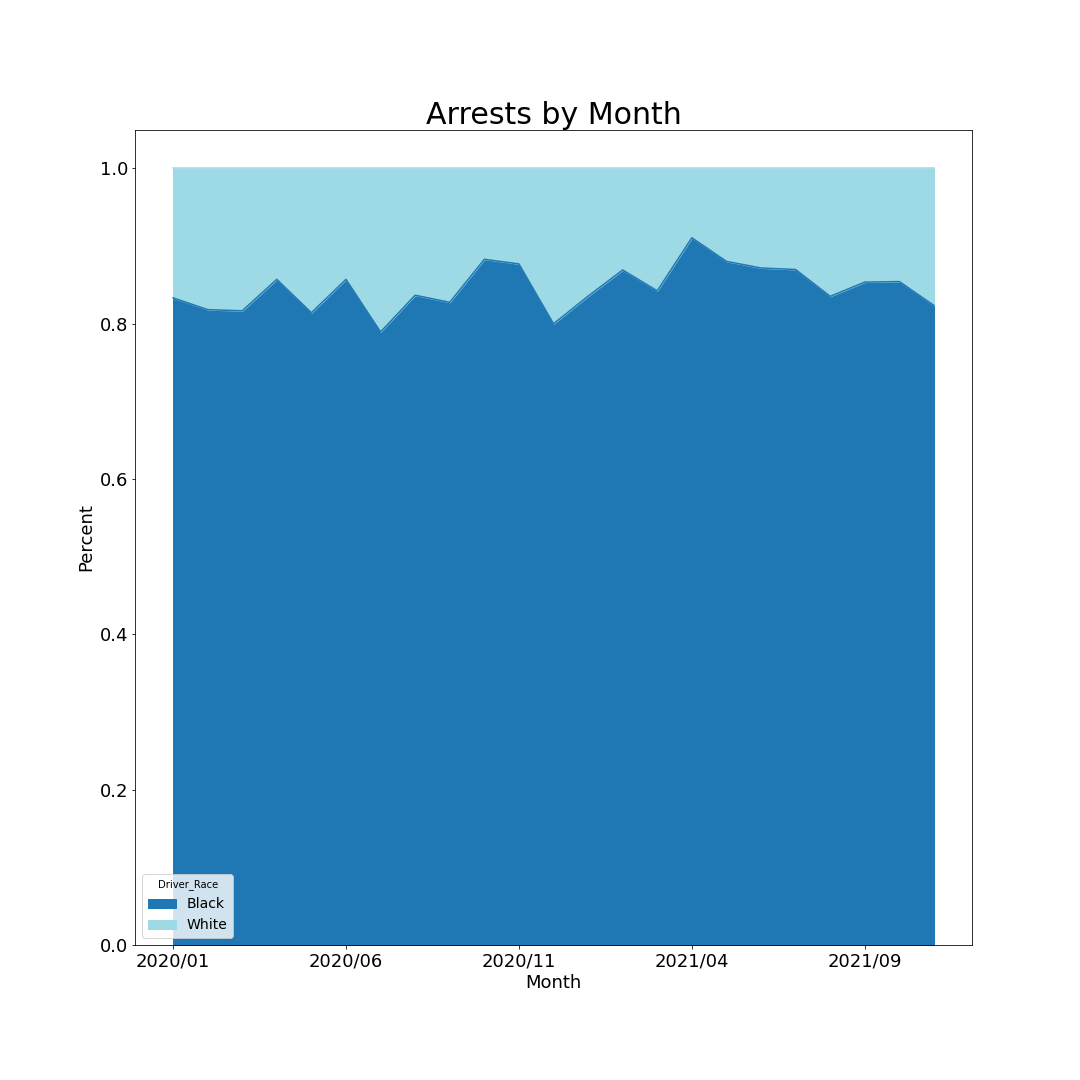 Arrests by Month
1.0
0.8
0.6
0.4
0.2
0.0
Percent
Driver_Race
Black
White
2020/01 2020/06 2020/11 2021/04 2021/09
Month